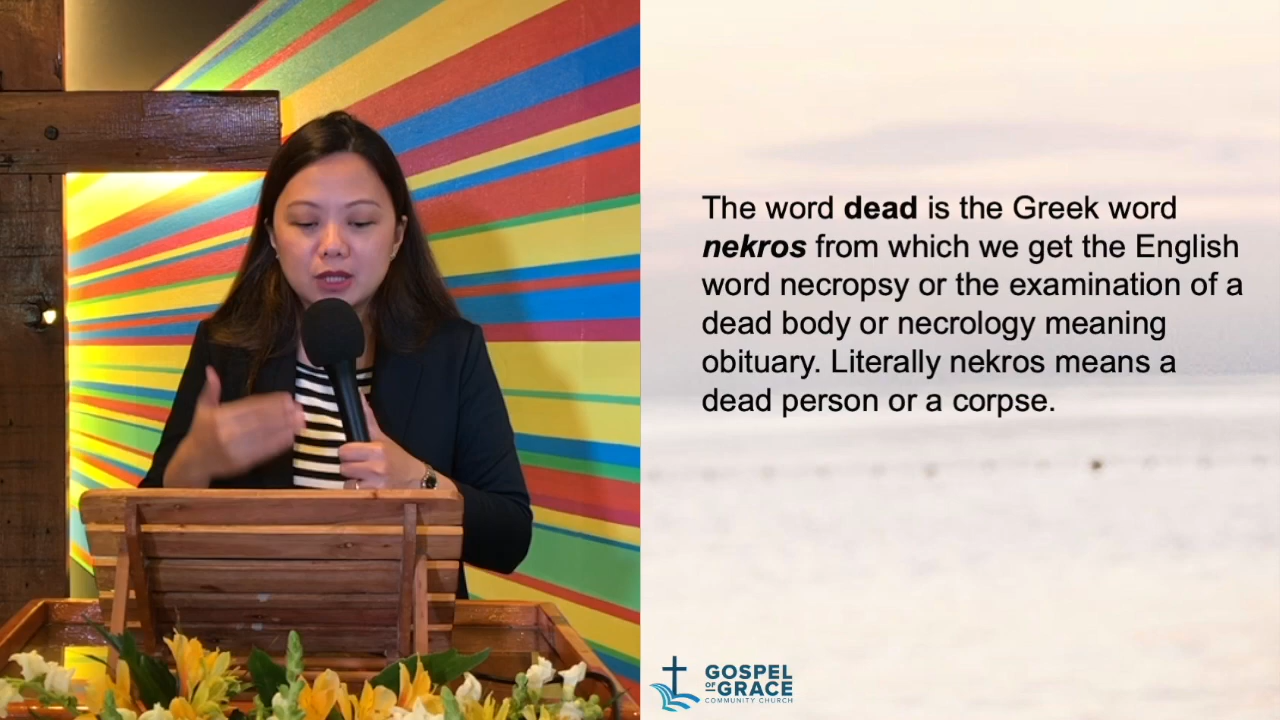 The word dead is the Greek word
nekros from which we get the English
word necropsy or the examination of a
dead body or necrology meaning
obituary. Literally nekros means a
dead person or a corpse.
GOSPEL
OF GRACE
COMMUNITY CHURCH